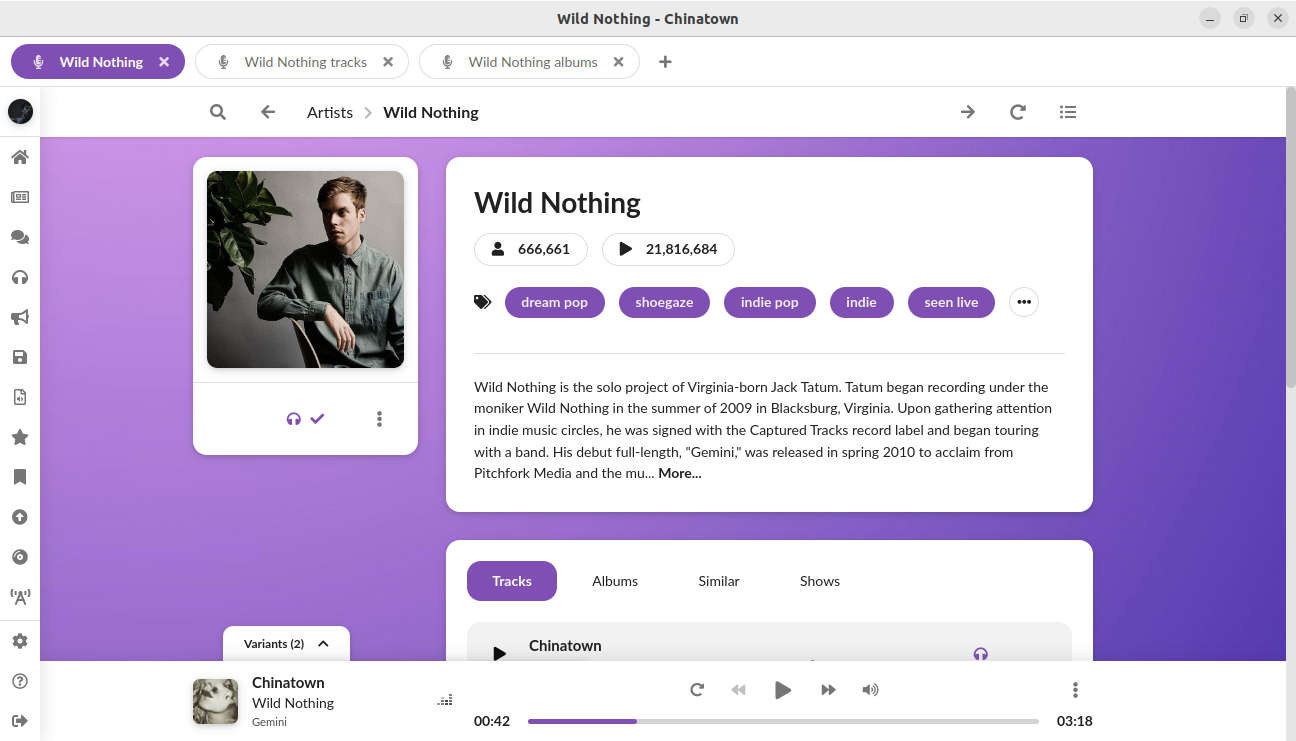 Wild Nothing - Chinatown
Wild Nothing
Wild Nothing tracks
Wild Nothing albums
Artists
Wild Nothing
Wild Nothing
666,661
21,816,684
dream pop
shoegaze
indie pop
indie
seen live
Wild Nothing is the solo project of Virginia-born Jack Tatum. Tatum began recording under the
moniker Wild Nothing in the summer of 2009 in Blacksburg, Virginia. Upon gathering attention
in indie music circles, he was signed with the Captured Tracks record label and began touring
with a band. His debut full-length, "Gemini," was released in spring 2010 to acclaim from
Pitchfork Media and the mu... More...
Tracks
Albums
Similar
Shows
Chinatown
Variants (2)
Chinatown
Wild Nothing
Gemini
00:42
03:18